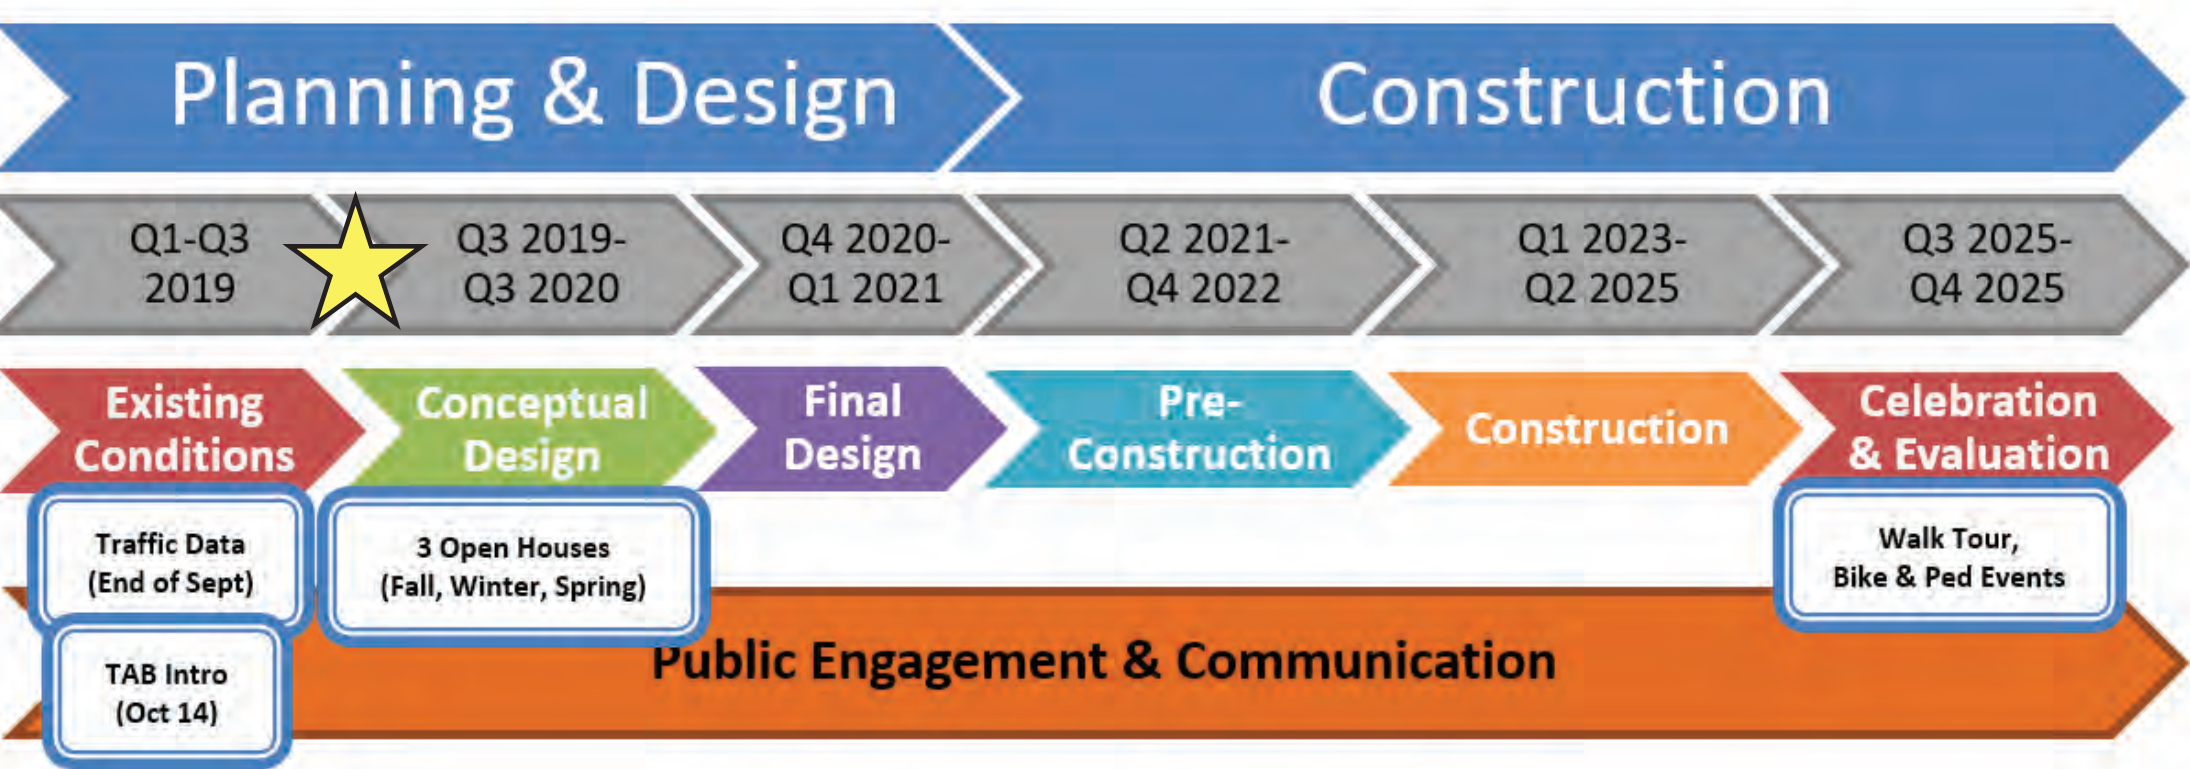 Planning & Design
Construction
Q1-Q3
2019
Q3 2019-
Q3 2020
Q4 2020-
Q1 2021
Q2 2021-
Q4 2022
Q1 2023-
Q2 2025
Q3 2025-
Q4 2025
Existing
Conditions
Conceptual
Design
Final
Design
Pre-
Construction
Construction
Celebration
& Evaluation
Traffic Data
(End of Sept)
3 Open Houses
(Fall, Winter, Spring)
Walk Tour,
Bike & Ped Events
TAB Intro
(Oct 14)
Public Engagement & Communication